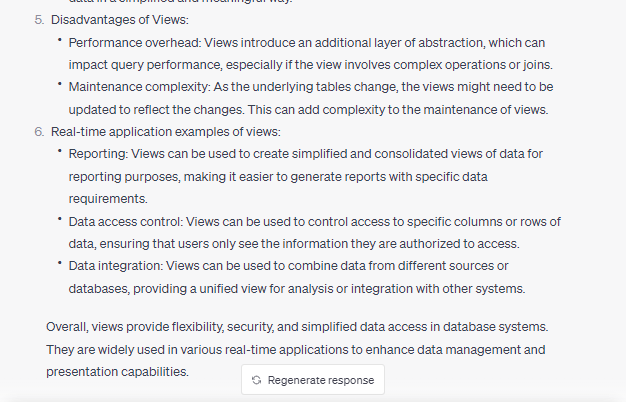 data in a simplified and meaningful way.
5. Disadvantages of Views:
• Performance overhead: Views introduce an additional layer of abstraction, which can
impact query performance, especially if the view involves complex operations or joins.
• Maintenance complexity: As the underlying tables change, the views might need to be
updated to reflect the changes. This can add complexity to the maintenance of views.
6. Real-time application examples of views:
• Reporting: Views can be used to create simplified and consolidated views of data for
reporting purposes, making it easier to generate reports with specific data
requirements.
• Data access control: Views can be used to control access to specific columns or rows of
data, ensuring that users only see the information they are authorized to access.
• Data integration: Views can be used to combine data from different sources or
databases, providing a unified view for analysis or integration with other systems.
Overall, views provide flexibility, security, and simplified data access in database systems.
They are widely used in various real-time applications to enhance data management and
presentation capabilities.
Regenerate response